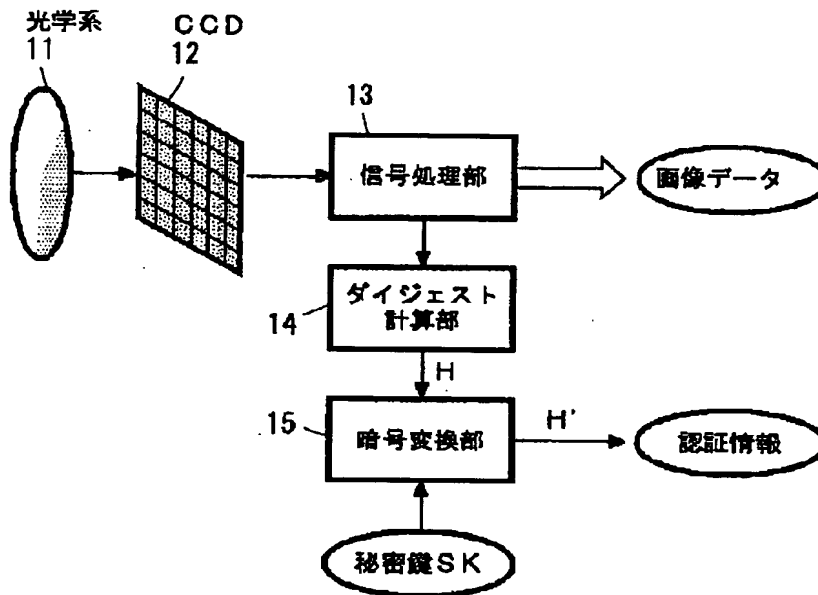 光学系
11
CCD
12
13
信号処理部
画像データ
ダイジェスト
計算部
14
H
15
暗号変換部
H'
認証情報
秘密鍵SK